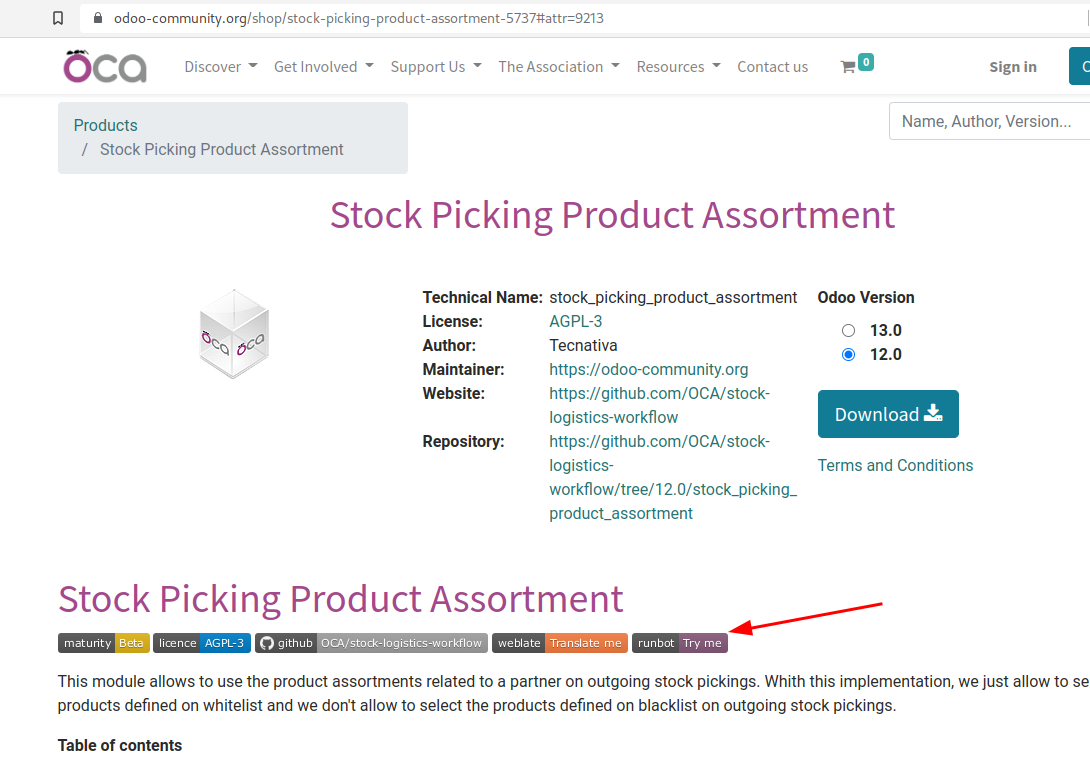 odoo-community.org/shop/stock-picking-product-assortment-5737#attr=9213
OCA Discover Get Involved Support Us The Association Resources Contact us 0 Sign in
Products
/ Stock Picking Product Assortment
Name, Author, Version...
Stock Picking Product Assortment
OCA OCA
Technical Name: stock_picking_product_assortment
License: AGPL-3
Author: Tecnativa
Maintainer: https://odoo-community.org
Website: https://github.com/OCA/stock-
logistics-workflow
Repository: https://github.com/OCA/stock-
logistics-
workflow/tree/12.0/stock_picking_
product_assortment
Odoo Version
13.0
12.0
Download
Terms and Conditions
Stock Picking Product Assortment
maturity Beta licence AGPL-3 github OCA/stock-logistics-workflow weblate Translate me runbot Try me
This module allows to use the product assortments related to a partner on outgoing stock pickings. Whith this implementation, we just allow to se
products defined on whitelist and we don't allow to select the products defined on blacklist on outgoing stock pickings.
Table of contents